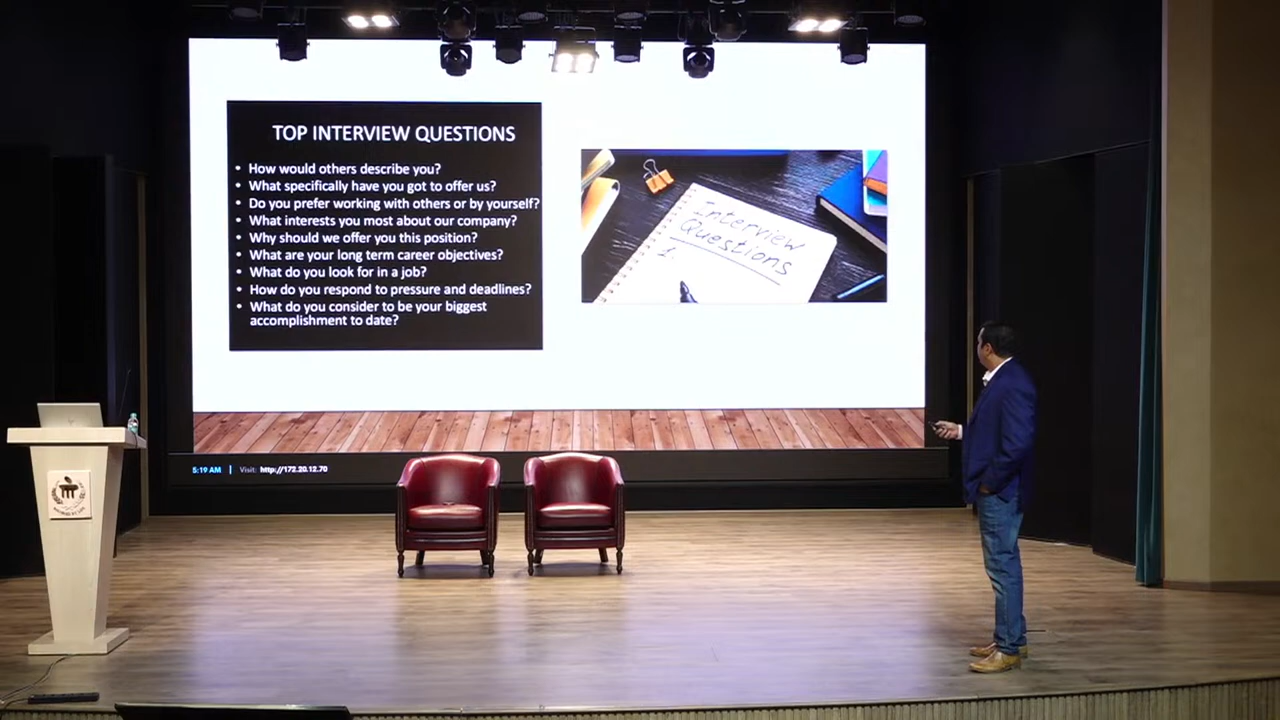 TOP INTERVIEW QUESTIONS
• How would others describe you?
• What specifically have you got to offer us?
• Do you prefer working with others or by yourself?
• What interests you most about our company?
• Why should we offer you this position?
• What are your long term career objectives?
• What do you look for in a job?
• How do you respond to pressure and deadlines?
• What do you consider to be your biggest
accomplishment to date?
Interview
Questions
1.
5:19 AM | Visit: http://172.20.12.70